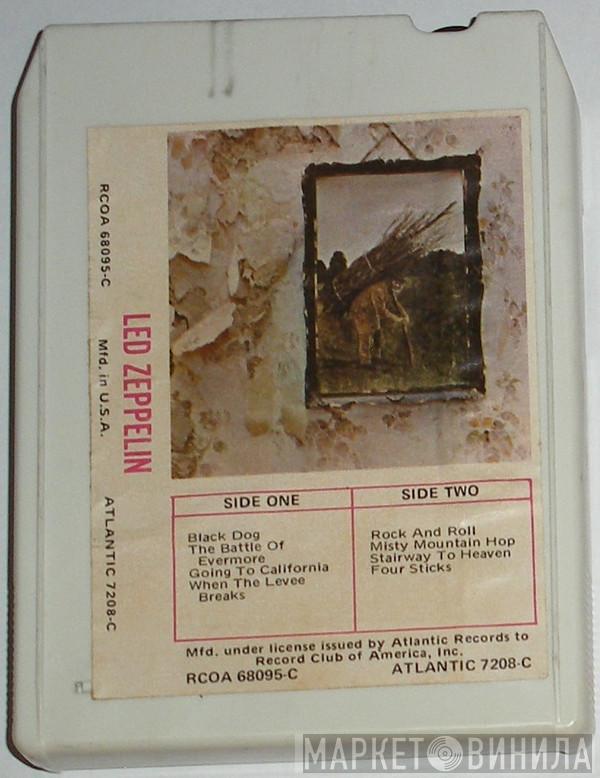 RCOA 68095-C
Mfd. in U.S.A.
ATLANTIC 7208-C
LED ZEPPELIN
SIDE ONE
Black Dog
The Battle Of
Evermore
Going To California
When The Levee
Breaks
SIDE TWO
Rock And Roll
Misty Mountain Hop
Stairway To Heaven
Four Sticks
Mfd. under license issued by Atlantic Records to
Record Club of America, Inc.
RCOA 68095-C
ATLANTIC 7208-C
МАРКЕТ ВИНИЛА